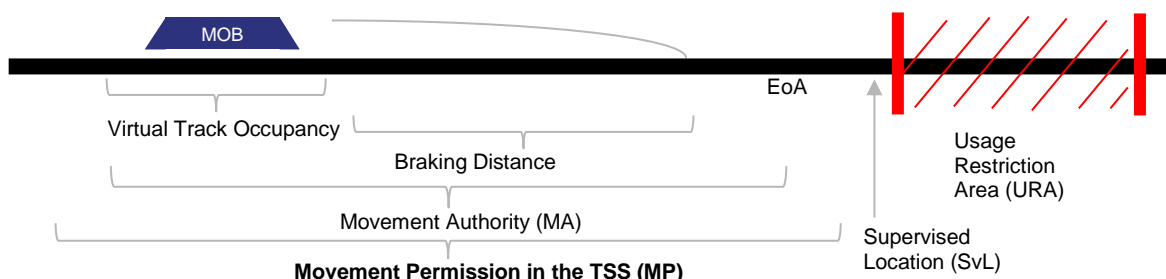 MOB
EoA
Virtual Track Occupancy
Braking Distance
Movement Authority (MA)
Movement Permission in the TSS (MP)
Usage
Restriction
Area (URA)
Supervised
Location (SvL)